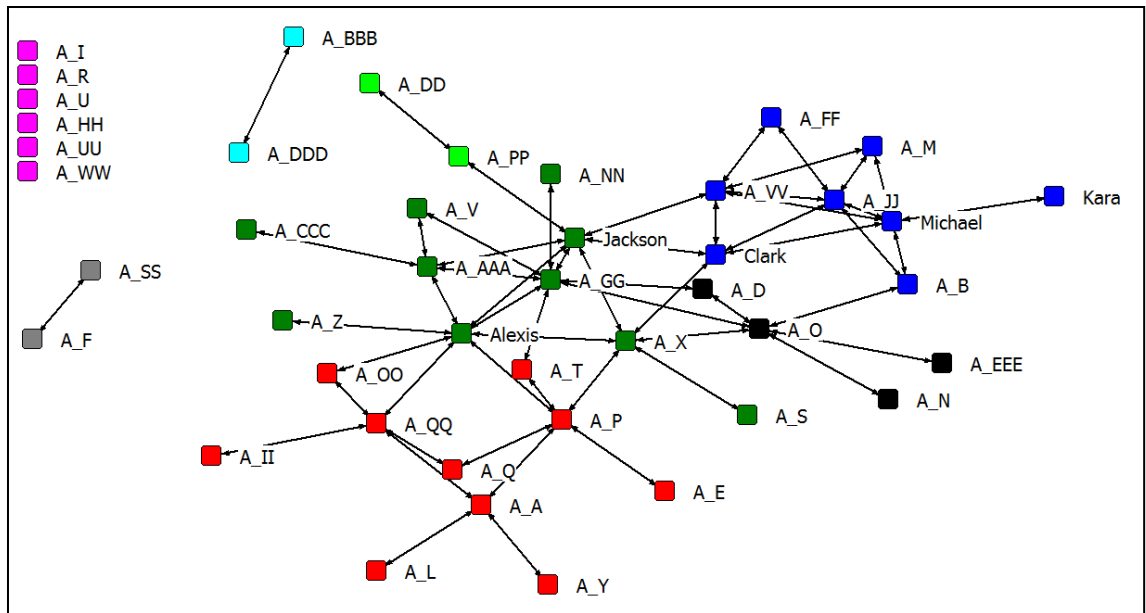 A_I
A_R
A_U
A_HH
A_UU
A_WW
A_BBB
A_DDD
A_DD
A_PP
A_NN
A_FF
A_M
A_VV
A_JJ
Kara
Michael
A_V
A_CCC
Jackson
Clark
A_AAA
A_GG
A_D
A_B
A_SS
A_F
A_Z
Alexis
A_X
A_O
A_EEE
A_OO
A_T
A_N
A_S
A_QQ
A_P
A_II
A_Q
A_E
A_A
A_L
A_Y